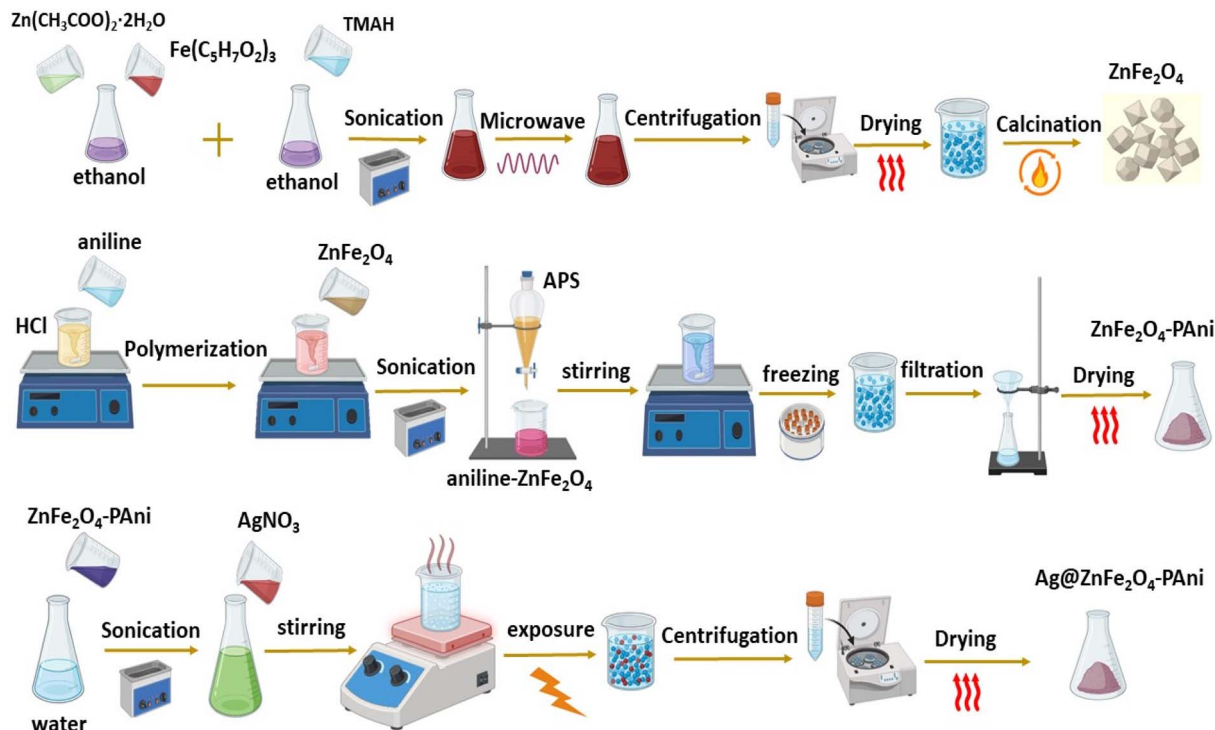 Zn(CH₃COO)₂·2H₂O
Fe(C₅H₇O₂)₃
TMAH
ethanol
ethanol
Sonication
Microwave
Centrifugation
Drying
Calcination
ZnFe₂O₄
aniline
HCl
Polymerization
ZnFe₂O₄
Sonication
APS
aniline-ZnFe₂O₄
stirring
freezing
filtration
Drying
ZnFe₂O₄-PAni
ZnFe₂O₄-PAni
water
Sonication
AgNO₃
stirring
exposure
Centrifugation
Drying
Ag@ZnFe₂O₄-PAni